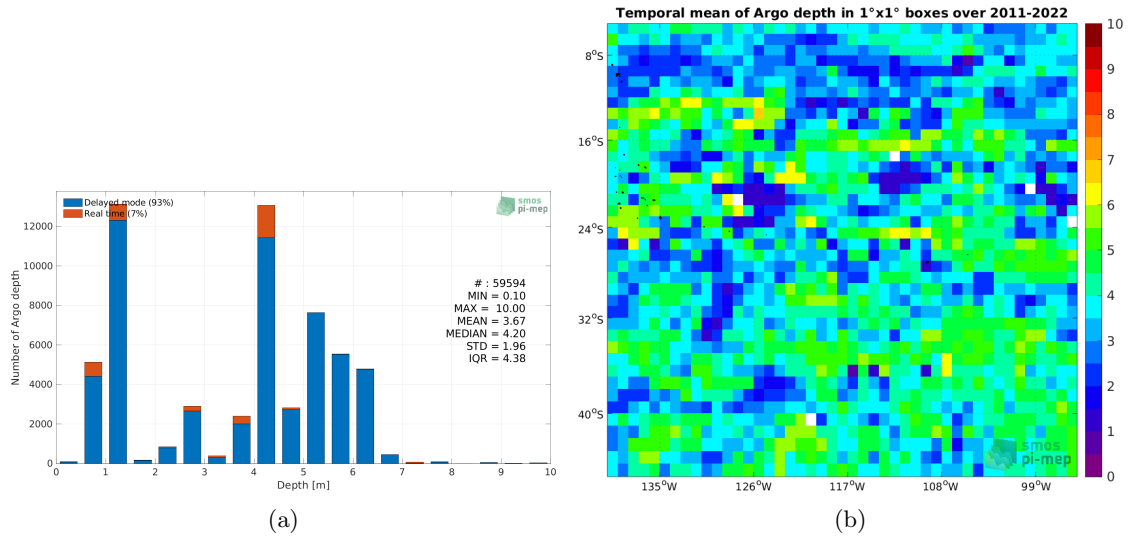 Delayed mode (93%)
Real time (7%)
smos
pi-mep
12000
10000
8000
6000
4000
2000
0
Number of Argo depth
# : 59594
MIN = 0.10
MAX = 10.00
MEAN = 3.67
MEDIAN = 4.20
STD = 1.96
IQR = 4.38
0 1 2 3 4 5 6 7 8 9 10
Depth [m]
(a)
Temporal mean of Argo depth in 1°x1° boxes over 2011-2022
8°S
16°S
24°S
32°S
40°S
135°W 126°W 117°W 108°W 99°W
smos
pi-mep
10
9
8
7
6
5
4
3
2
1
0
(b)